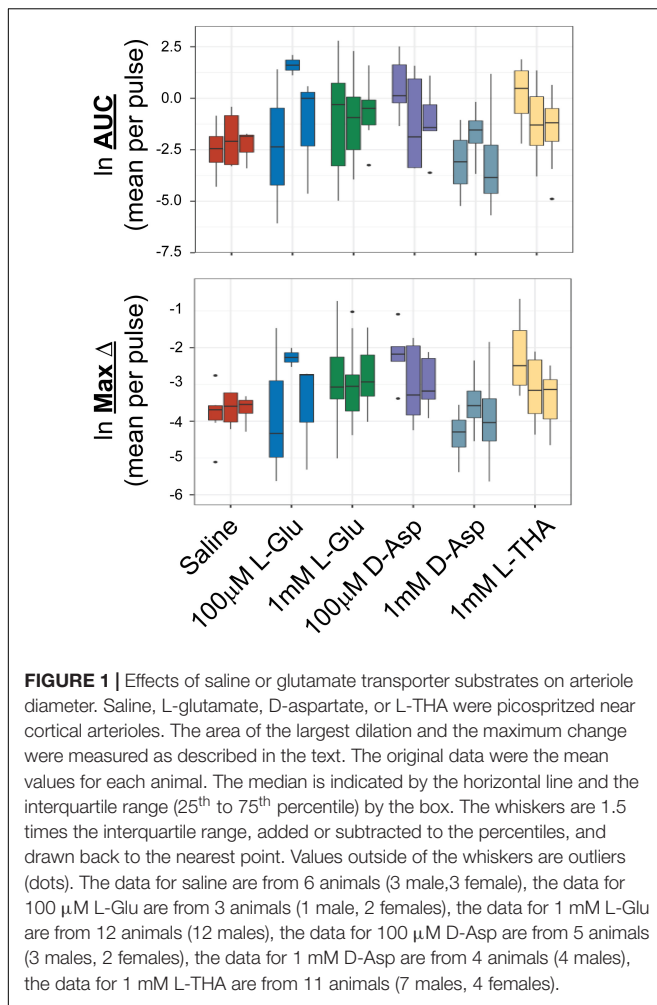 ln AUC
(mean per pulse)
2.5
0.0
-2.5
-5.0
-7.5
ln Max Δ
(mean per pulse)
-1
-2
-3
-4
-5
-6
Saline
100µM L-Glu
1mM L-Glu
100µM D-Asp
1mM D-Asp
1mM L-THA
FIGURE 1 | Effects of saline or glutamate transporter substrates on arteriole
diameter. Saline, L-glutamate, D-aspartate, or L-THA were picospritzed near
cortical arterioles. The area of the largest dilation and the maximum change
were measured as described in the text. The original data were the mean
values for each animal. The median is indicated by the horizontal line and the
interquartile range (25th to 75th percentile) by the box. The whiskers are 1.5
times the interquartile range, added or subtracted to the percentiles, and
drawn back to the nearest point. Values outside of the whiskers are outliers
(dots). The data for saline are from 6 animals (3 male,3 female), the data for
100 µM L-Glu are from 3 animals (1 male, 2 females), the data for 1 mM L-Glu
are from 12 animals (12 males), the data for 100 µM D-Asp are from 5 animals
(3 males, 2 females), the data for 1 mM D-Asp are from 4 animals (4 males),
the data for 1 mM L-THA are from 11 animals (7 males, 4 females).